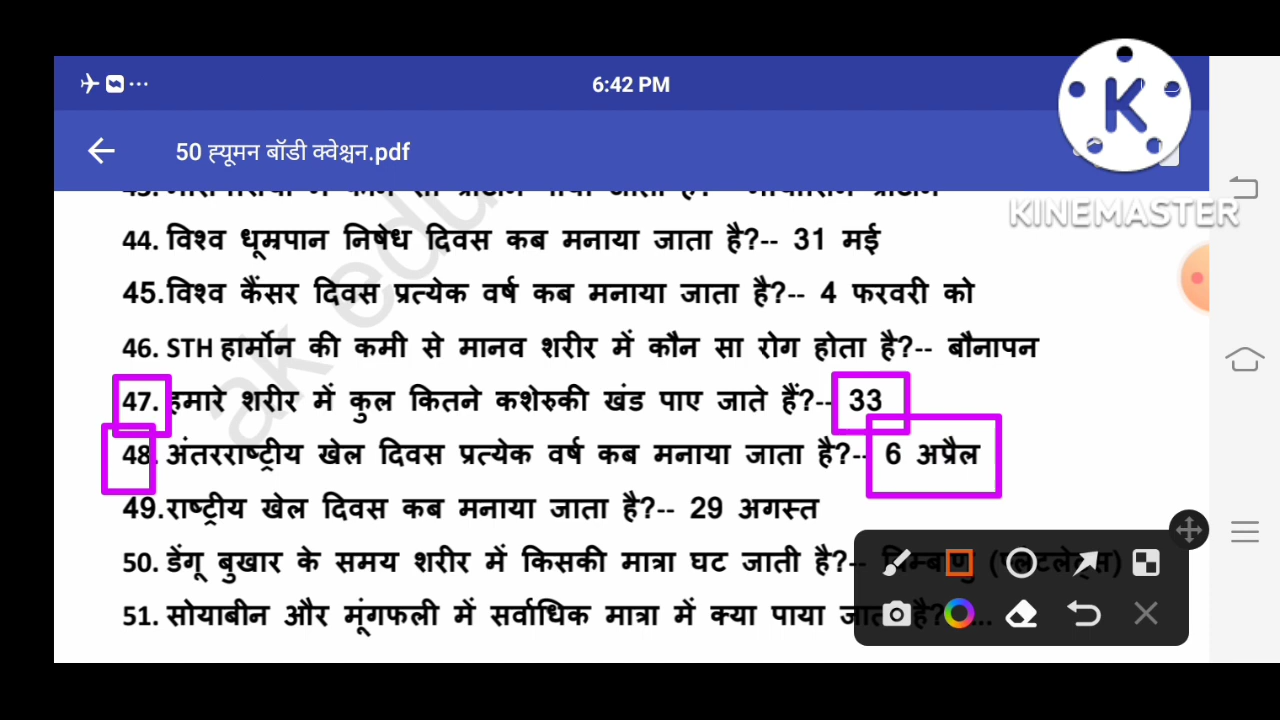 6:42 PM
50 ह्यूमन बॉडी क्वेश्चन.pdf
KINEMASTER
44. विश्व धूम्रपान निषेध दिवस कब मनाया जाता है?-- 31 मई
45.विश्व कैंसर दिवस प्रत्येक वर्ष कब मनाया जाता है?-- 4 फरवरी को
46. STH हार्मोन की कमी से मानव शरीर में कौन सा रोग होता है?-- बौनापन
47. हमारे शरीर में कुल कितने कशेरुकी खंड पाए जाते हैं?-- 33
48. अंतरराष्ट्रीय खेल दिवस प्रत्येक वर्ष कब मनाया जाता है?-- 6 अप्रैल
49.राष्ट्रीय खेल दिवस कब मनाया जाता है?-- 29 अगस्त
50. डेंगू बुखार के समय शरीर में किसकी मात्रा घट जाती है?--
51. सोयाबीन और मूंगफली में सर्वाधिक मात्रा में क्या पाया जाता है?
ak edu